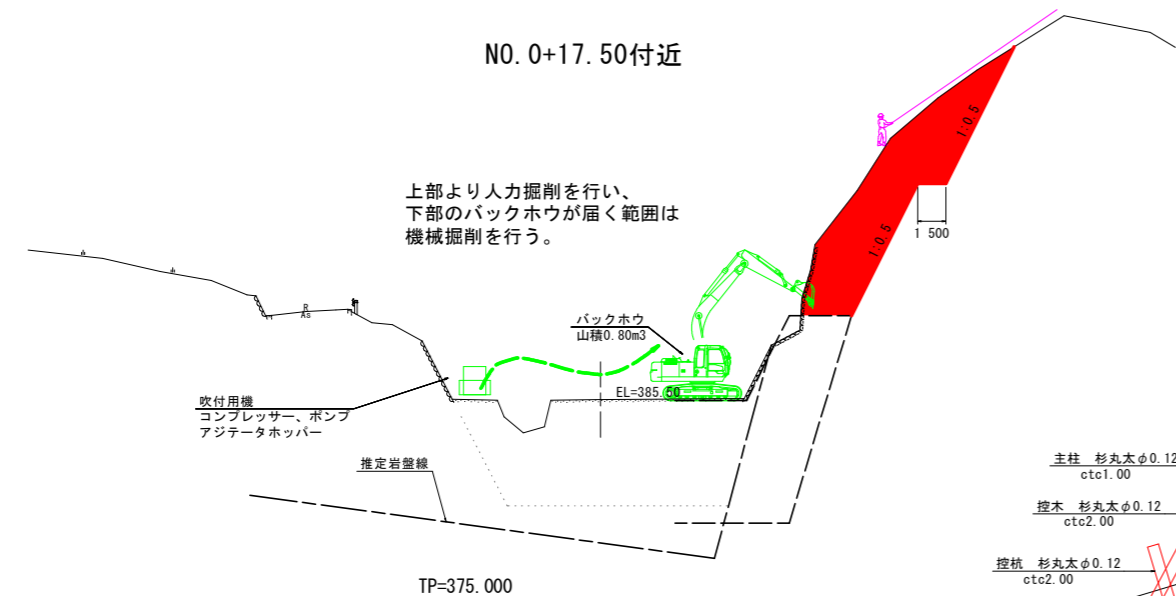 NO.0+17.50付近
1:0.5
上部より人力掘削を行い、
下部のバックホウが届く範囲は
機械掘削を行う。
1 500
1:0.5
R
As
バックホウ
山積0.80m3
EL=385.50
吹付用機
コンプレッサー、ポンプ
アジテータホッパー
推定岩盤線
主柱 杉丸太φ0.12
ctc1.00
控木 杉丸太φ0.12
ctc2.00
控杭 杉丸太φ0.12
ctc2.00
TP=375.000